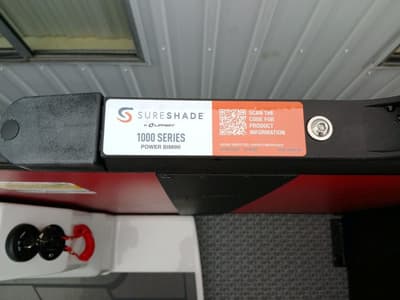 SURESHADE
BY LIPPERT
1000 SERIES
POWER BIMINI
SCAN THE
CODE FOR
PRODUCT
INFORMATION